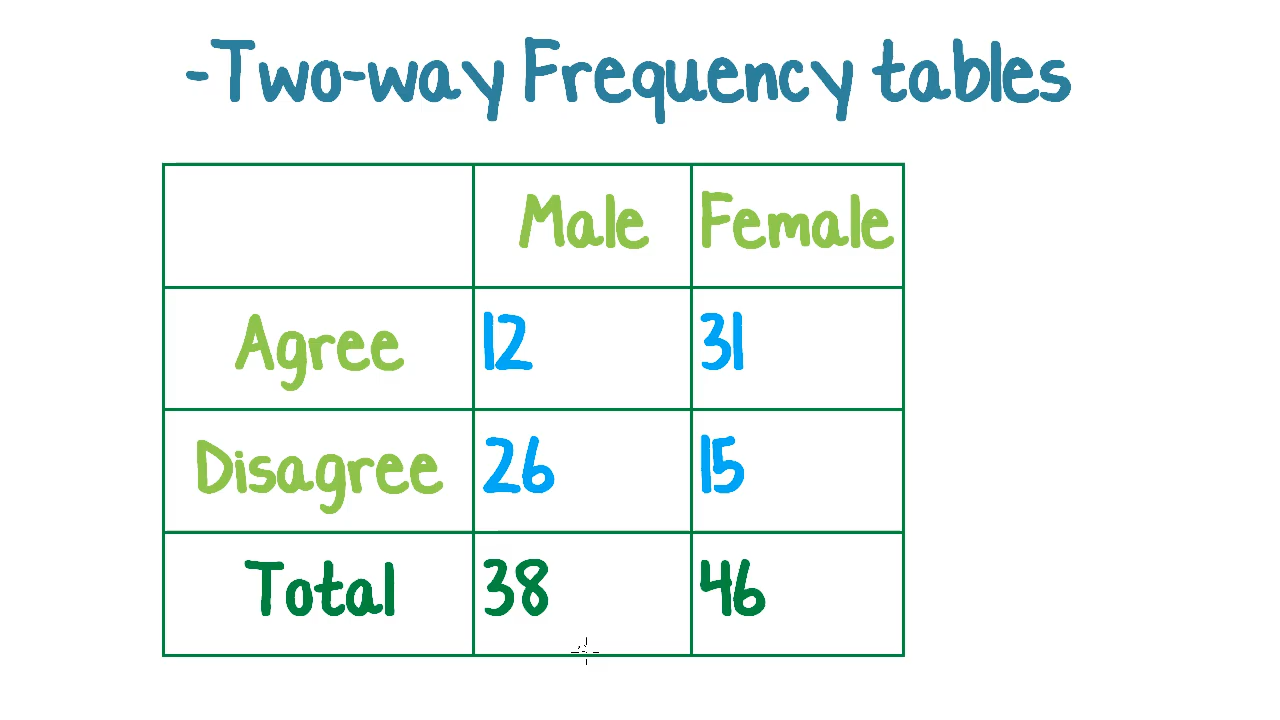 -Two-way Frequency tables
Male Female
Agree 12 31
Disagree 26 15
Total 38 46